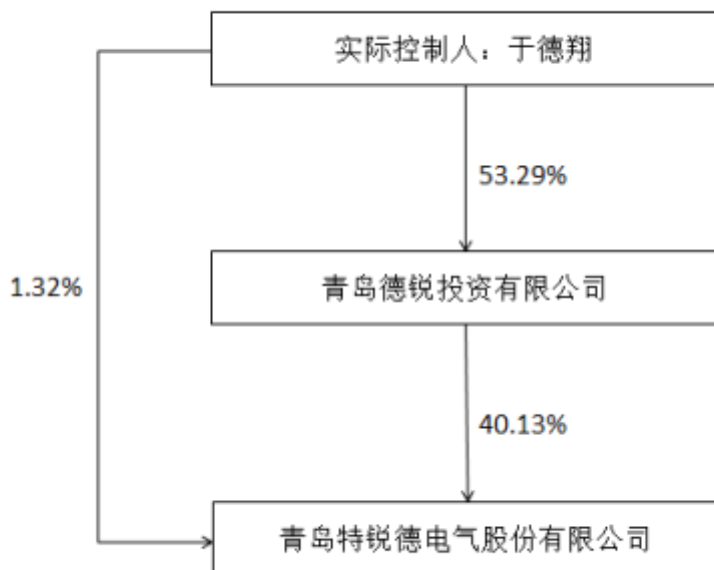 实际控制人：于德翔
53.29%
青岛德锐投资有限公司
1.32%
40.13%
青岛特锐德电气股份有限公司